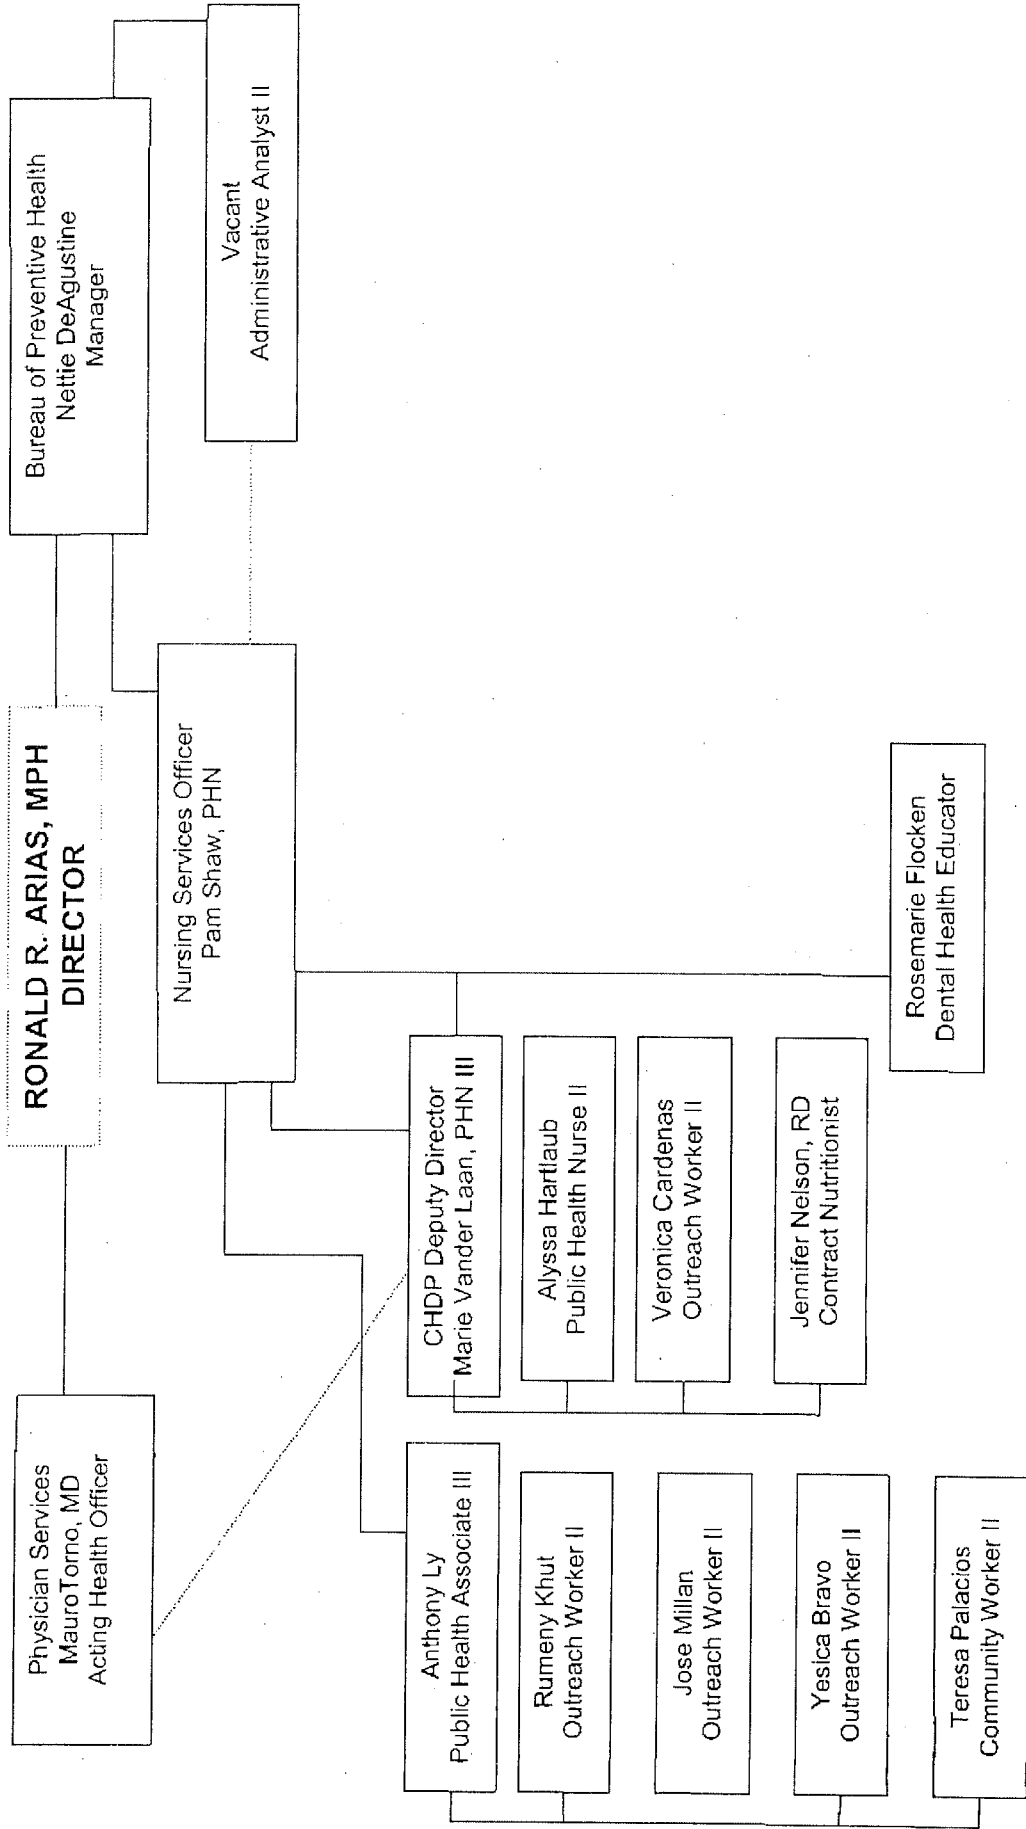 RONALD R. ARIAS, MPH
DIRECTOR
Physician Services
MauroTorno, MD
Acting Health Officer
Bureau of Preventive Health
Nettie DeAgustine
Manager
Nursing Services Officer
Pam Shaw, PHN
Vacant
Administrative Analyst II
Anthony Ly
Public Health Associate III
Rumeny Khut
Outreach Worker II
Jose Millan
Outreach Worker II
Yesica Bravo
Outreach Worker II
Teresa Palacios
Community Worker II
CHDP Deputy Director
Marie Vander Laan, PHN III
Alyssa Hartlaub
Public Health Nurse II
Veronica Cardenas
Outreach Worker II
Jennifer Nelson, RD
Contract Nutritionist
Rosemarie Flocken
Dental Health Educator